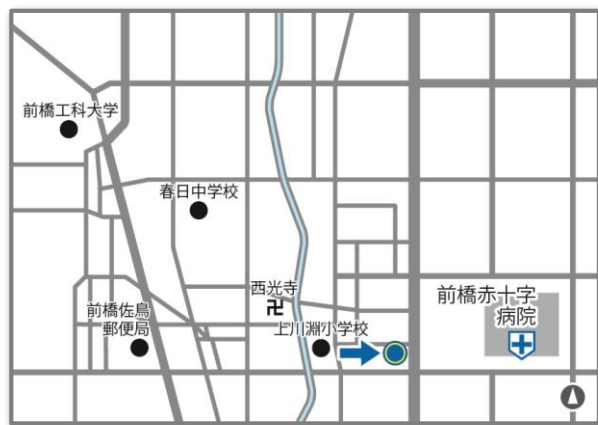 前橋工科大学
春日中学校
西光寺
前橋赤十字
病院
前橋佐鳥
郵便局
上川淵小学校